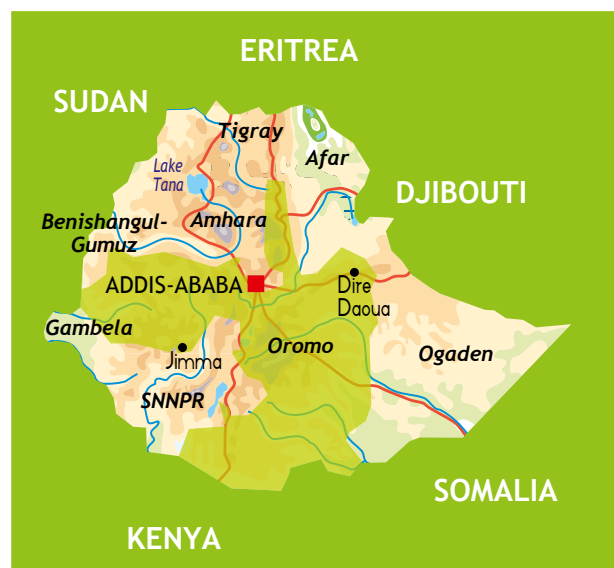 ERITREA
SUDAN
Tigray
Afar
Lake
Tana
DJIBOUTI
Benishangul-
Gumuz
Amhara
ADDIS-ABABA
Dire
Daoua
Gambela
Jimma
Oromo
Ogaden
SNNPR
SOMALIA
KENYA